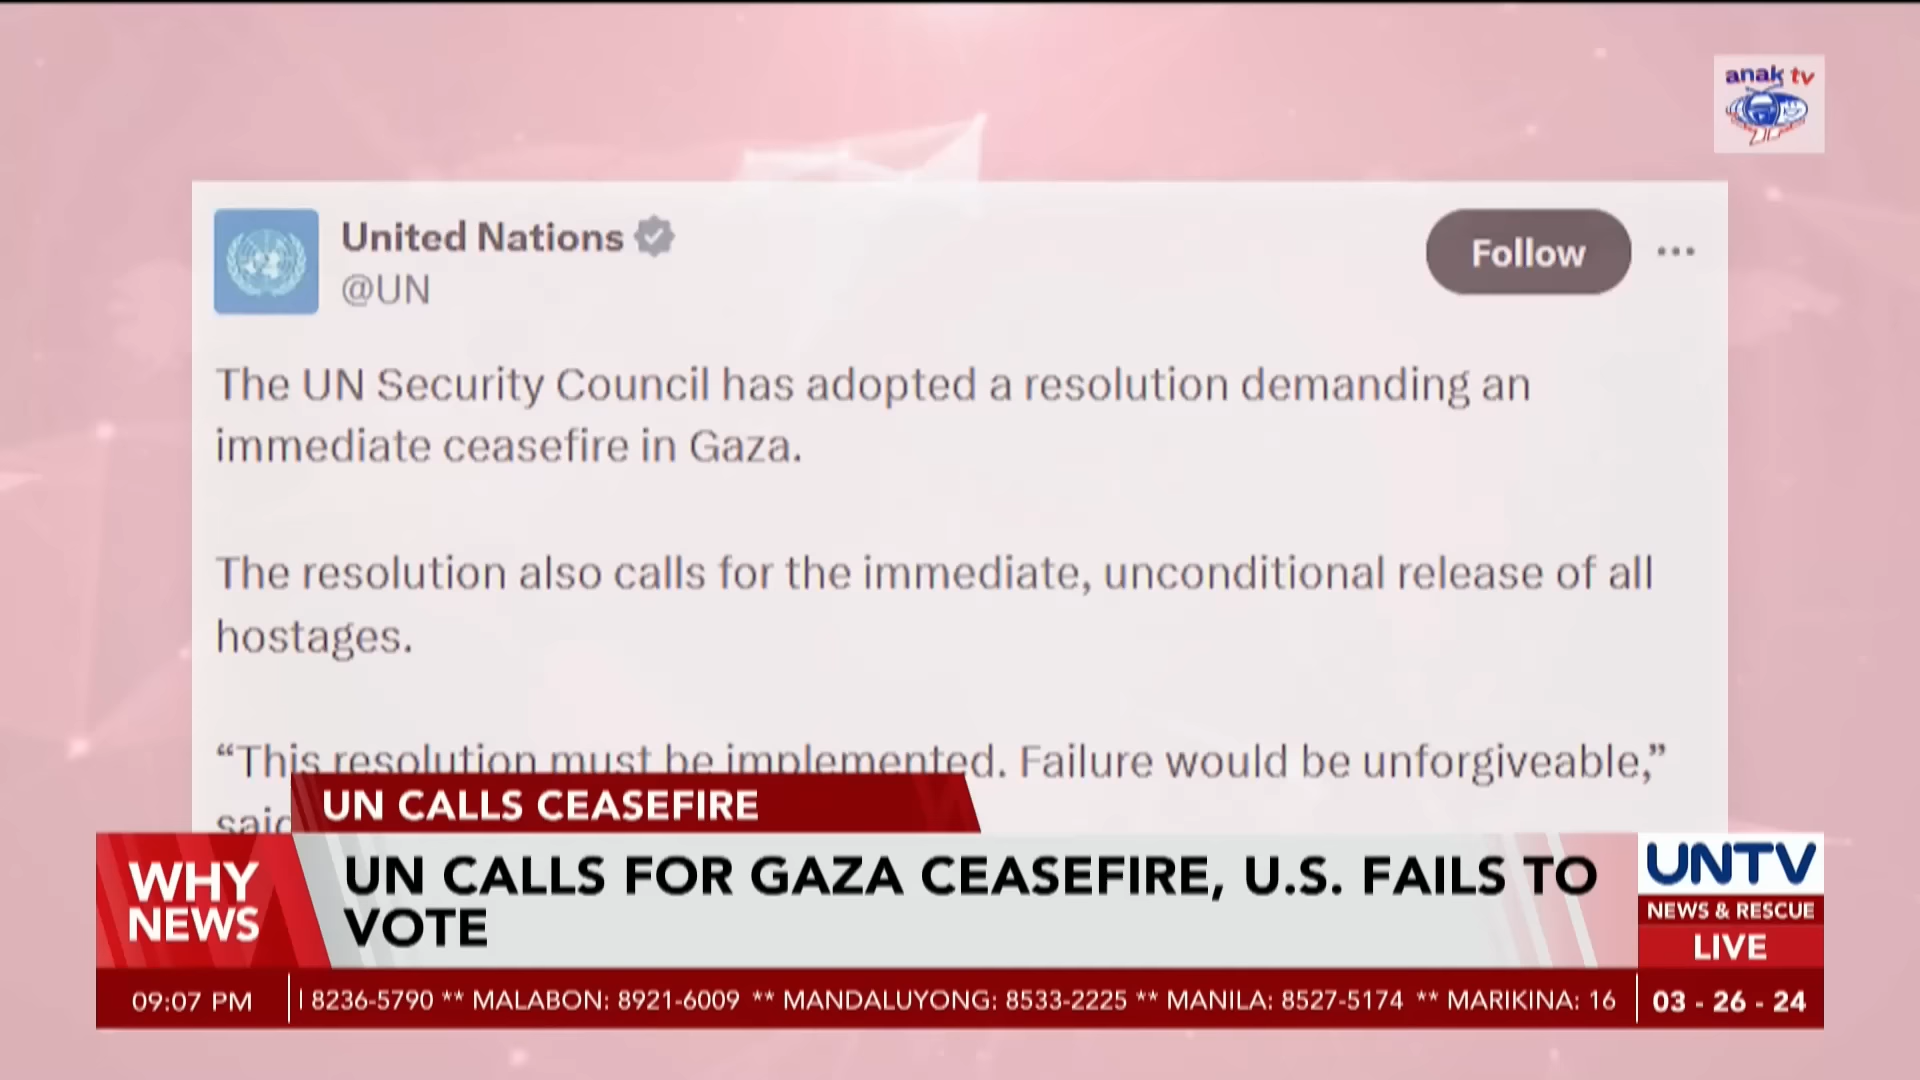 anak tv
United Nations
@UN
Follow
The UN Security Council has adopted a resolution demanding an
immediate ceasefire in Gaza.
The resolution also calls for the immediate, unconditional release of all
hostages.
“This resolution must be implemented. Failure would be unforgiveable,”
said
UN CALLS CEASEFIRE
WHY
NEWS
UN CALLS FOR GAZA CEASEFIRE, U.S. FAILS TO
VOTE
UNTV
NEWS & RESCUE
LIVE
09:07 PM
8236-5790 ** MALABON: 8921-6009 ** MANDALUYONG: 8533-2225 ** MANILA: 8527-5174 ** MARIKINA: 16
03 - 26 - 24